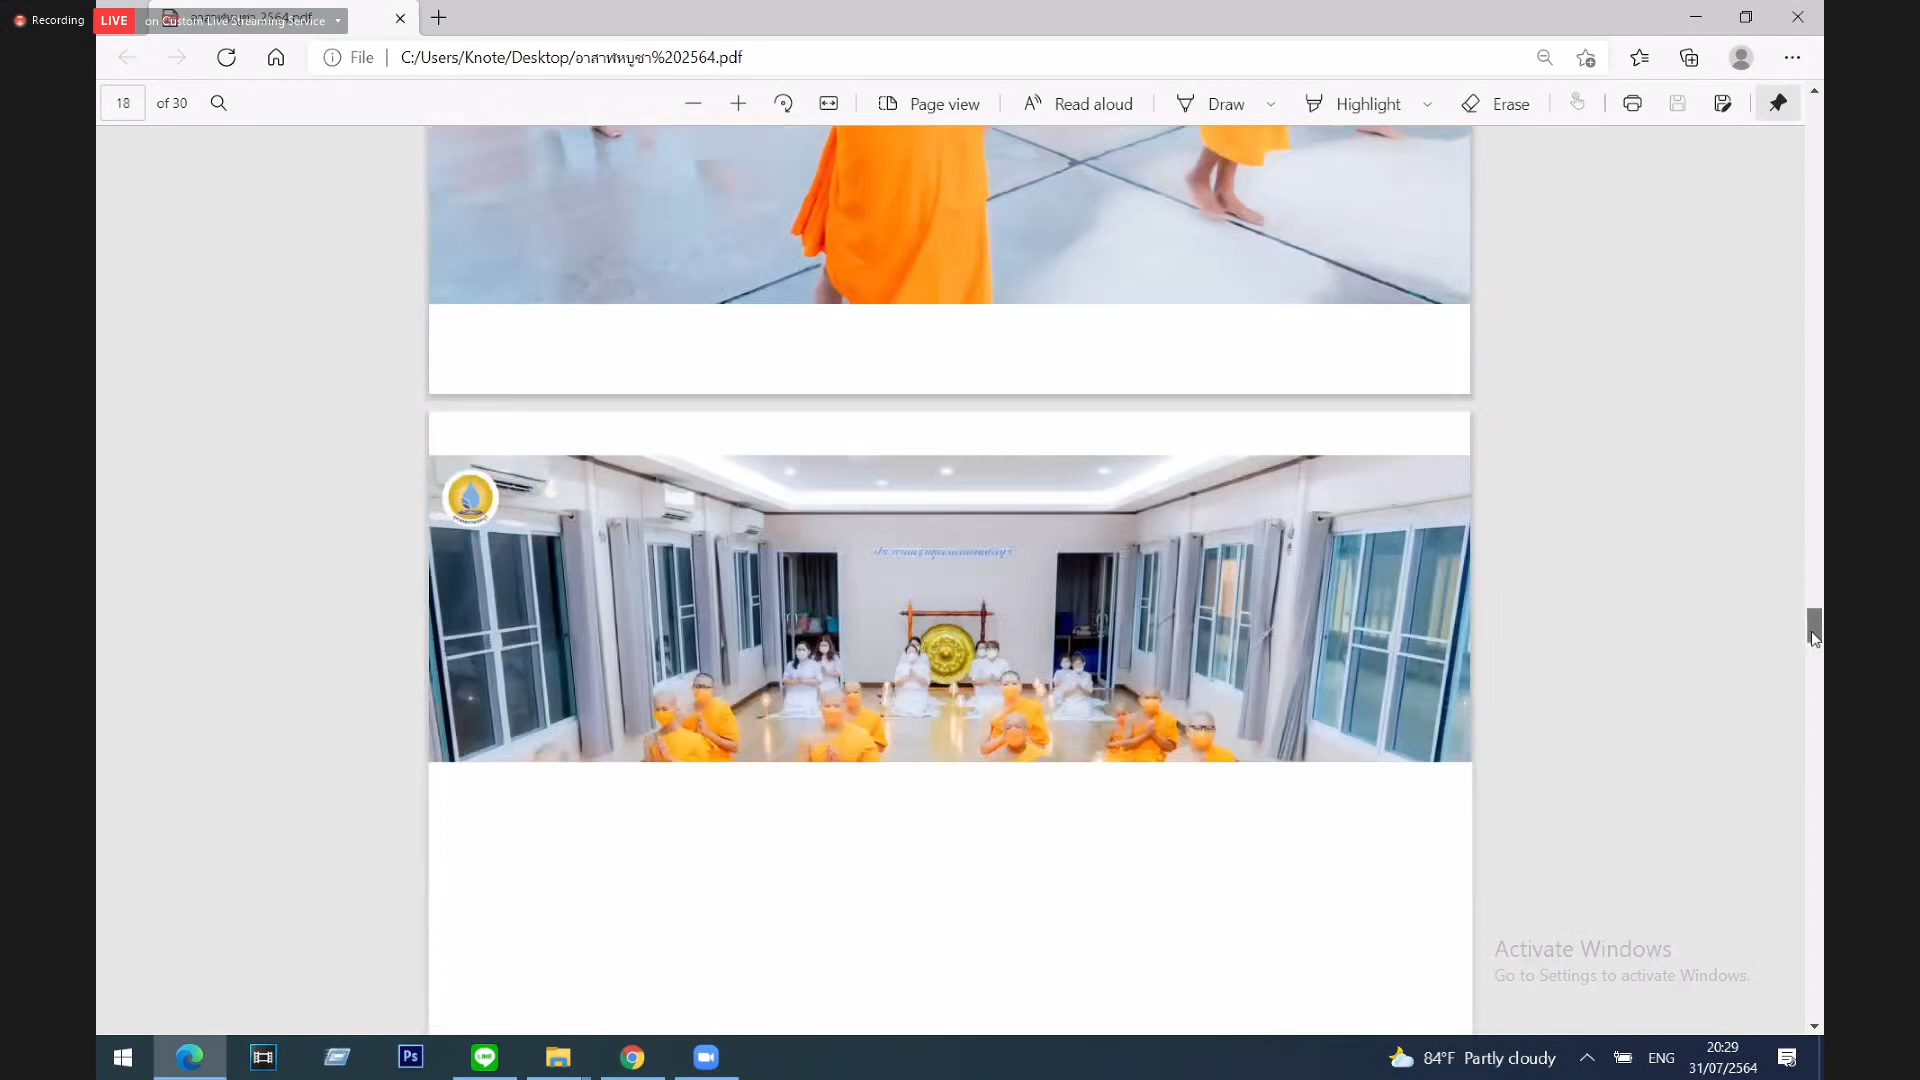 Recording
LIVE
on Custom Live Streaming Service
File
C:/Users/Knote/Desktop/อาสาฬหบูชา%202564.pdf
18 of 30
Page view
Read aloud
Draw
Highlight
Erase
Activate Windows
Go to Settings to activate Windows.
Ps
LINE
84°F Partly cloudy
ENG
20:29
31/07/2564